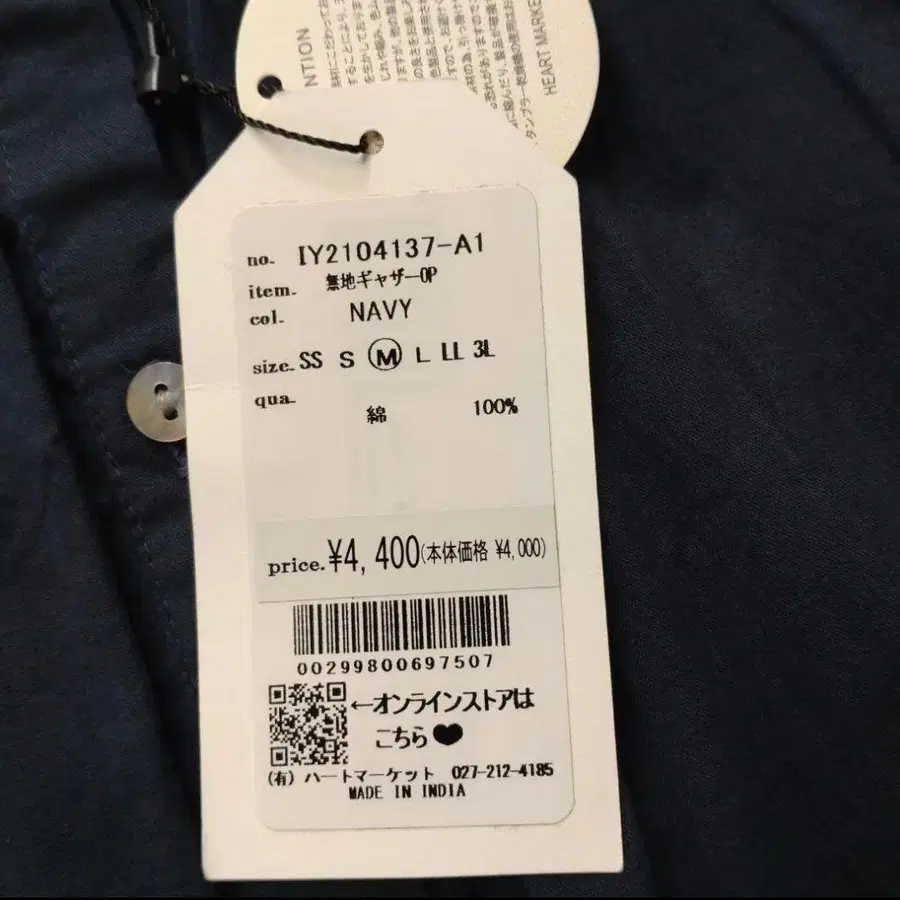 NTION
HEART MARKE
no. IY2104137-A1
item. 無地ギャザーOP
col. NAVY
size. SS S M L LL 3L
qua. 綿 100%
price. ¥4,400(本体価格 ¥4,000)
00299800697507
←オンラインストアは
こちら♥
(有) ハートマーケット 027-212-4185
MADE IN INDIA